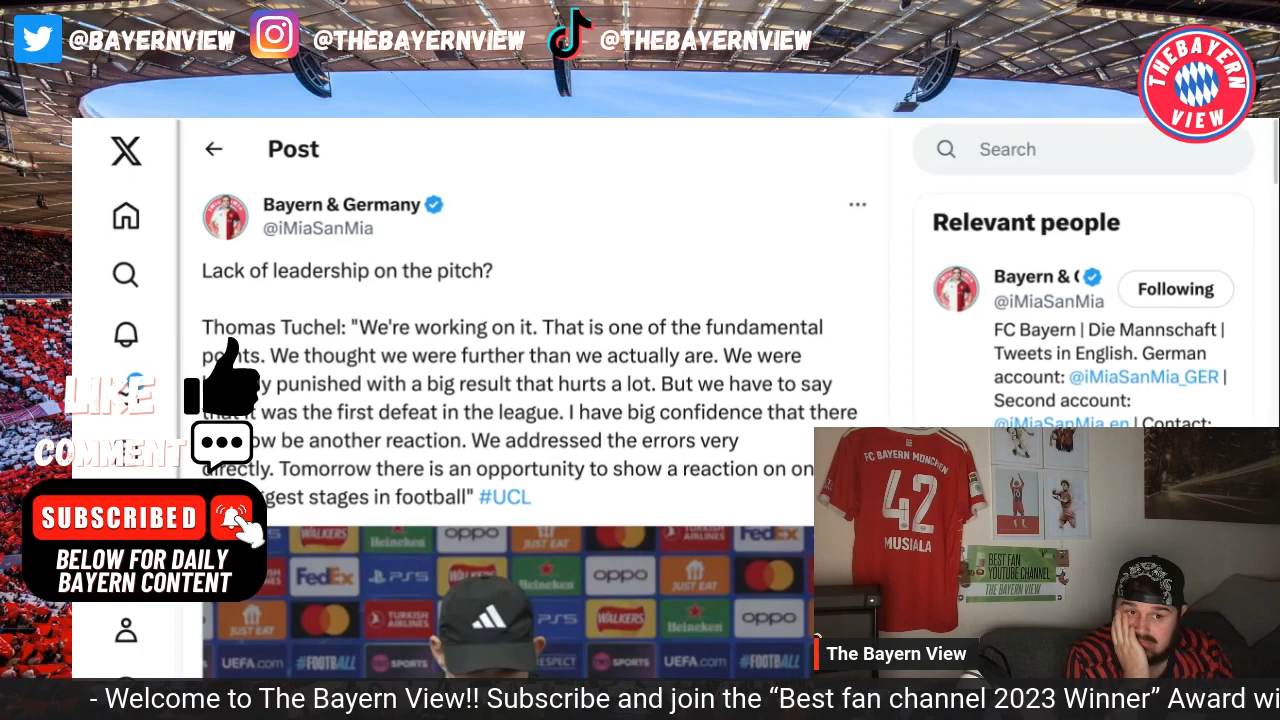 @BAYERNVIEW @THEBAYERNVIEW @THEBAYERNVIEW
THE BAYERN
VIEW
Post
Search
Bayern & Germany
@iMiaSanMia
Lack of leadership on the pitch?
Thomas Tuchel: "We're working on it. That is one of the fundamental
points. We thought we were further than we actually are. We were
punished with a big result that hurts a lot. But we have to say
that it was the first defeat in the league. I have big confidence that there
be another reaction. We addressed the errors very
directly. Tomorrow there is an opportunity to show a reaction on on
stages in football" #UCL
Relevant people
Bayern &
@iMiaSanMia
Following
FC Bayern | Die Mannschaft |
Tweets in English. German
account: @iMiaSanMia_GER |
Second account:
@iMiaSanMia_en | Contact:
LIKE
COMMENT
SUBSCRIBED
BELOW FOR DAILY
BAYERN CONTENT
WALKERS Heineken oppo JUST EAT MasterCard TURKISH AIRLINES FedEx
FedEx PS5 WALKERS Heineken oppo JUST EAT
JUST EAT TURKISH AIRLINES PS5 WALKERS Heineken oppo
UEFA.com #FOOTBALL SPORTS RESPECT SPORTS UEFA.com #FOOTBALL
FC BAYERN MÜNCHEN
42
MUSIALA
BEST FAN
YOUTUBE CHANNEL
THE BAYERN VIEW
The Bayern View
- Welcome to The Bayern View!! Subscribe and join the “Best fan channel 2023 Winner” Award wi